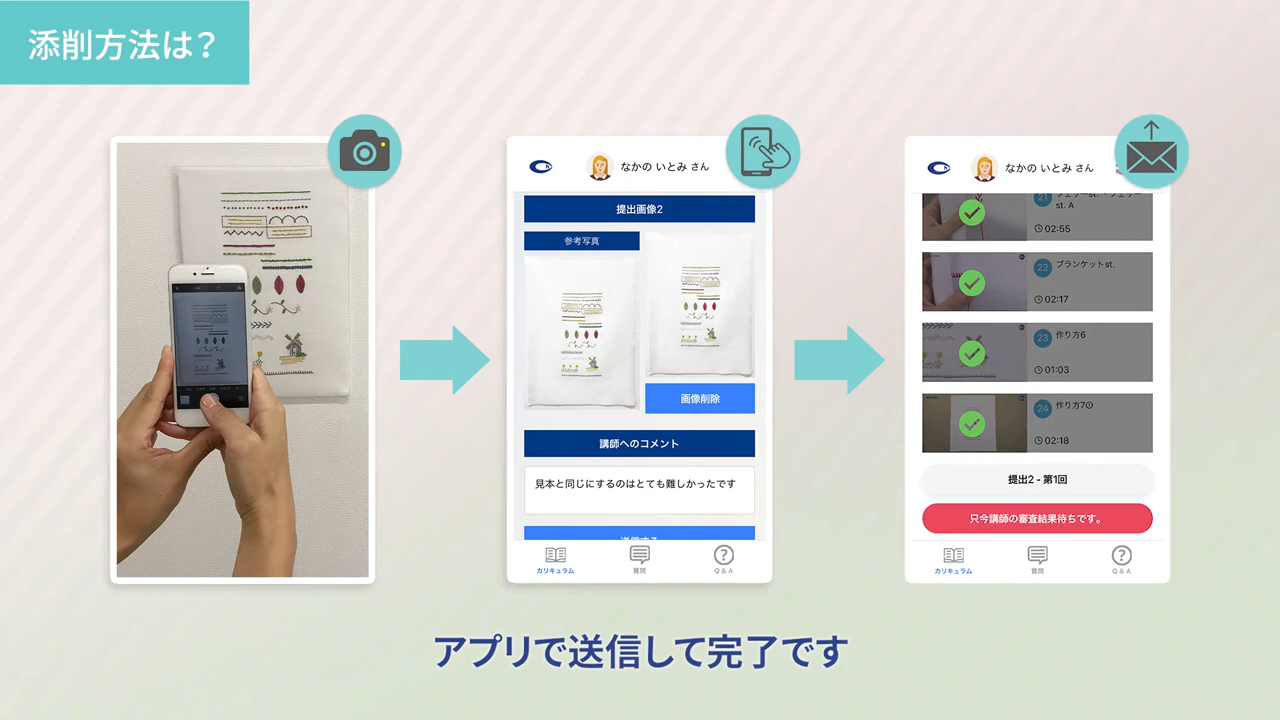 添削方法は？
なかの いとみ さん
提出画像2
参考写真
画像削除
講師へのコメント
見本と同じにするのはとても難しかったです
送信する
カリキュラム
質問
Q & A
なかの いとみ さん
21
st. A
02:55
22
ブランケットst.
02:17
23
作り方6
01:03
24
作り方7①
02:18
提出2 - 第1回
只今講師の審査結果待ちです。
カリキュラム
質問
Q & A
アプリで送信して完了です